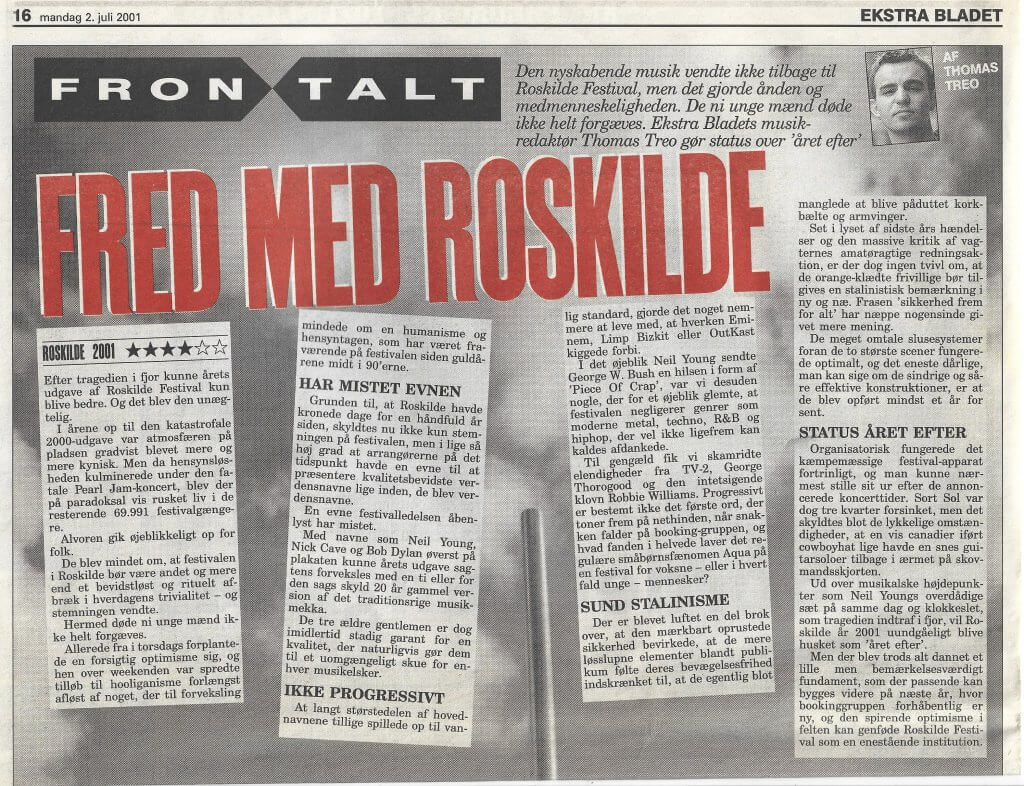 16 mandag 2. juli 2001
EKSTRA BLADET
FRONTALT
Den nyskabende musik vendte ikke tilbage til
Roskilde Festival, men det gjorde ånden og
medmenneskeligheden. De ni unge mænd døde
ikke helt forgæves. Ekstra Bladets musik-
redaktør Thomas Treo gør status over 'året efter'
AF
THOMAS
TREO
FRED MED ROSKILDE
ROSKILDE 2001 ★★★★☆☆
Efter tragedien i fjor kunne årets
udgave af Roskilde Festival kun
blive bedre. Og det blev den unæg-
telig.
I årene op til den katastrofale
2000-udgave var atmosfæren på
pladsen gradvist blevet mere og
mere kynisk. Men da hensynsløs-
heden kulminerede under den fa-
tale Pearl Jam-koncert, blev der
på paradoksal vis rusket liv i de
resterende 69.991 festivalgænge-
re.
Alvoren gik øjeblikkeligt op for
folk.
De blev mindet om, at festivalen
i Roskilde bør være andet og mere
end et bevidstløst og rituelt af-
bræk i hverdagens trivialitet – og
stemningen vendte.
Hermed døde ni unge mænd ik-
ke helt forgæves.
Allerede fra i torsdags forplante-
de en forsigtig optimisme sig, og
hen over weekenden var spredte
tilløb til hooliganisme forlængst
afløst af noget, der til forveksling
mindede om en humanisme og
hensyntagen, som har været fra-
værende på festivalen siden guldå-
rene midt i 90'erne.
HAR MISTET EVNEN
Grunden til, at Roskilde havde
kronede dage for en håndfuld år
siden, skyldtes nu ikke kun stem-
ningen på festivalen, men i lige så
høj grad at arrangørerne på det
tidspunkt havde en evne til at
præsentere kvalitetsbevidste ver-
densnavne lige inden, de blev ver-
densnavne.
En evne festivalledelsen åben-
lyst har mistet.
Med navne som Neil Young,
Nick Cave og Bob Dylan øverst på
plakaten kunne årets udgave sag-
tens forveksles med en ti eller for
den sags skyld 20 år gammel ver-
sion af det traditionsrige musik-
mekka.
De tre ældre gentlemen er dog
imidlertid stadig garant for en
kvalitet, der naturligvis gør dem
til et uomgængeligt skue for en-
hver musikelsker.
IKKE PROGRESSIVT
At langt størstedelen af hoved-
navnene tillige spillede op til van-
lig standard, gjorde det noget nem-
mere at leve med, at hverken Emi-
nem, Limp Bizkit eller OutKast
kiggede forbi.
I det øjeblik Neil Young sendte
George W. Bush en hilsen i form af
'Piece Of Crap', var vi desuden
nogle, der for et øjeblik glemte, at
festivalen negligerer genrer som
moderne metal, techno, R&B og
hiphop, der vel ikke ligefrem kan
kaldes afdankede.
Til gengæld fik vi skamridte
elendigheder fra TV-2, George
Thorogood og den intetsigende
klovn Robbie Williams. Progressivt
er bestemt ikke det første ord, der
toner frem på nethinden, når snak-
ken falder på booking-gruppen, og
hvad fanden i helvede laver det re-
gulære småbørnsfænomen Aqua på
en festival for voksne – eller i hvert
fald unge – mennesker?
SUND STALINISME
Der er blevet luftet en del brok
over, at den mærkbart oprustede
sikkerhed bevirkede, at de mere
løsslupne elementer blandt publi-
kum følte deres bevægelsesfrihed
indskrænket til, at de egentlig blot
manglede at blive påduttet kork-
bælte og armvinger.
Set i lyset af sidste års hændel-
ser og den massive kritik af vag-
ternes amatøragtige redningsak-
tion, er der dog ingen tvivl om, at
de orange-klædte frivillige bør til-
gives en stalinistisk bemærkning i
ny og næ. Frasen 'sikkerhed frem
for alt' har næppe nogensinde gi-
vet mere mening.
De meget omtale slusesystemer
foran de to største scener fungere-
de optimalt, og det eneste dårlige,
man kan sige om de sindrige og så-
re effektive konstruktioner, er at
de blev opført mindst et år for
sent.
STATUS ÅRET EFTER
Organisatorisk fungerede det
kæmpemæssige festival-apparat
fortrinligt, og man kunne nær-
mest stille sit ur efter de annon-
cerede koncerttider. Sort Sol var
dog tre kvarter forsinket, men det
skyldtes blot de lykkelige omstæn-
digheder, at en vis canadier iført
cowboyhat lige havde en snes gui-
tarsoloer tilbage i ærmet på sko-
vmandsskjorten.
Ud over musikalske højdepunk-
ter som Neil Youngs overdådige
sæt på samme dag og klokkeslet,
som tragedien indtraf i fjor, vil Ro-
skilde år 2001 uundgåeligt blive
husket som 'året efter'.
Men der blev trods alt dannet et
lille men bemærkelsesværdigt
fundament, som der passende kan
bygges videre på næste år, hvor
bookinggruppen forhåbentlig er
ny, og den spirende optimisme i
felten kan genføde Roskilde Festi-
val som en enestående institution.